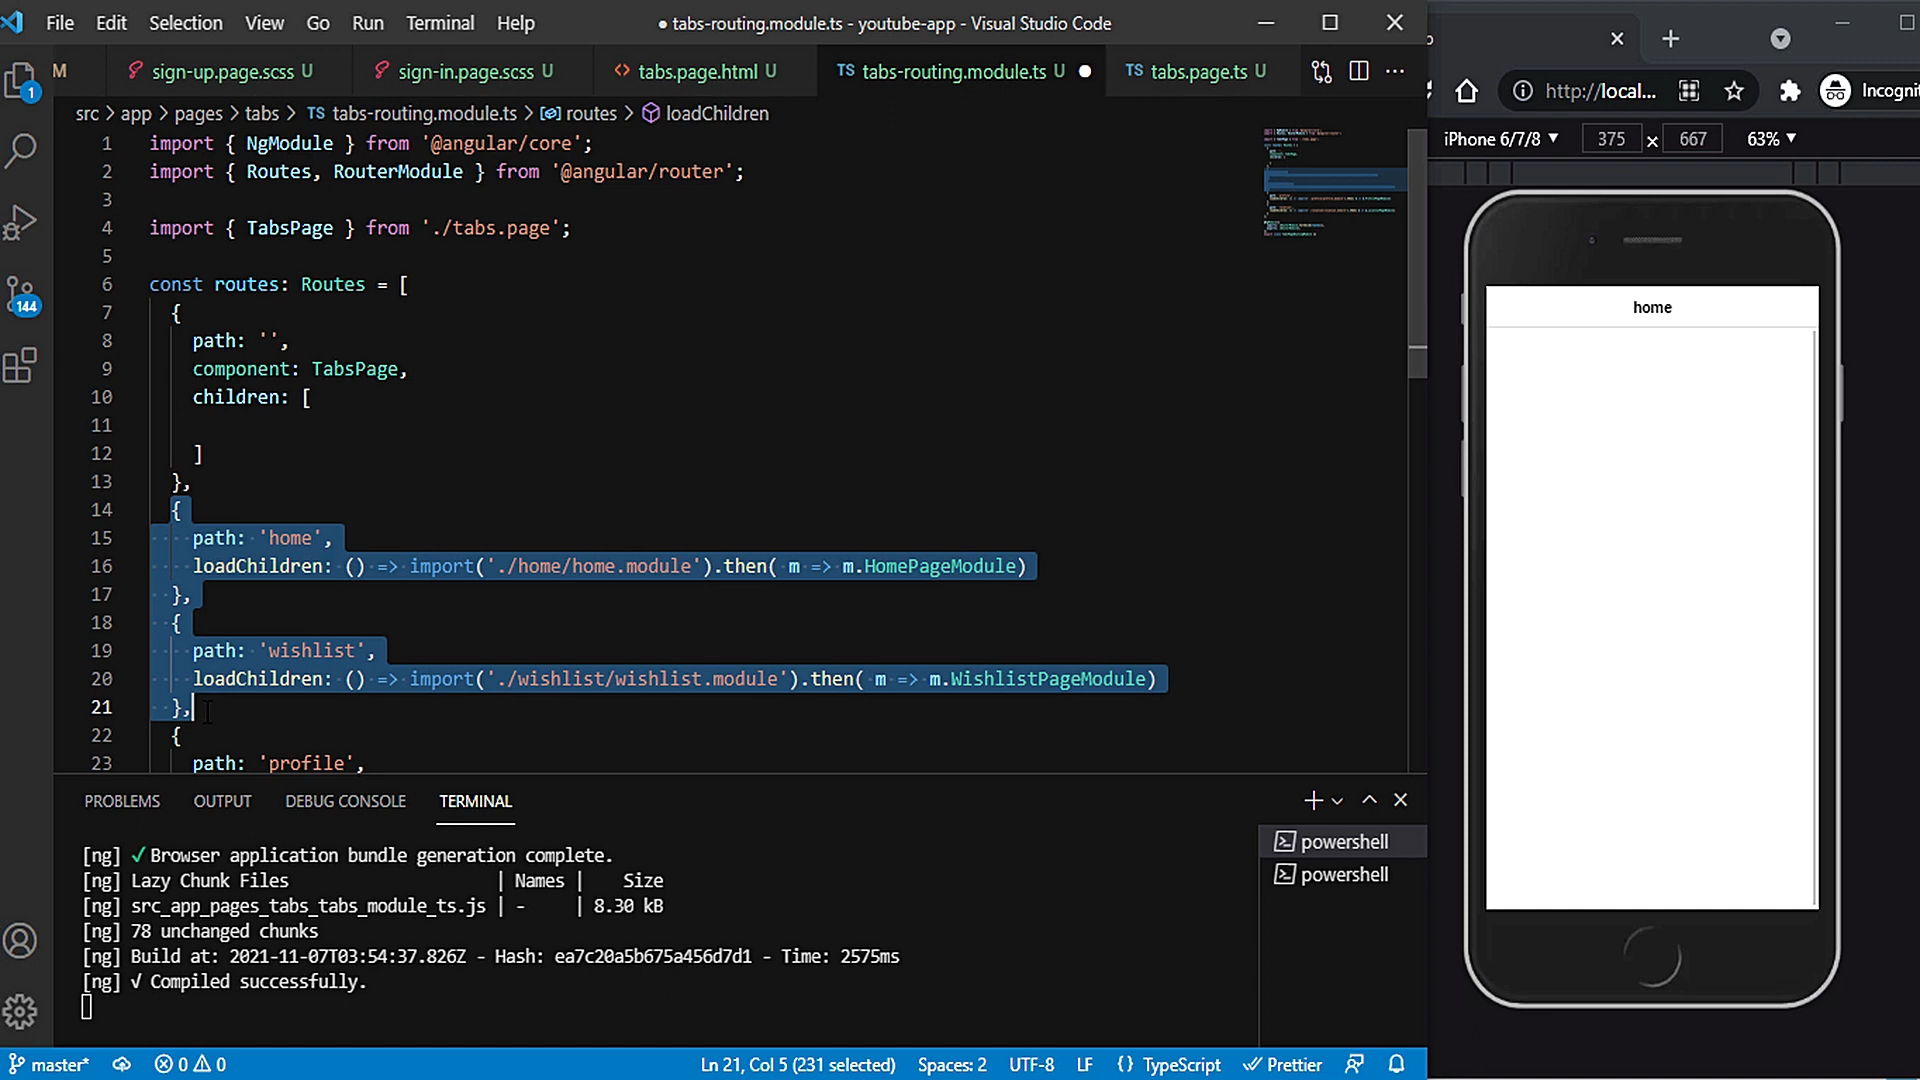 File Edit Selection View Go Run Terminal Help
● tabs-routing.module.ts - youtube-app - Visual Studio Code
M
sign-up.page.scss U
sign-in.page.scss U
<> tabs.page.html U
TS tabs-routing.module.ts U ●
TS tabs.page.ts U
src > app > pages > tabs > TS tabs-routing.module.ts > routes > loadChildren
1 import { NgModule } from '@angular/core';
2 import { Routes, RouterModule } from '@angular/router';
3
4 import { TabsPage } from './tabs.page';
5
6 const routes: Routes = [
7 {
8 path: '',
9 component: TabsPage,
10 children: [
11
12 ]
13 },
14 {
15 path: 'home',
16 loadChildren: () => import('./home/home.module').then( m => m.HomePageModule)
17 },
18 {
19 path: 'wishlist',
20 loadChildren: () => import('./wishlist/wishlist.module').then( m => m.WishlistPageModule)
21 },
22 {
23 path: 'profile',
PROBLEMS OUTPUT DEBUG CONSOLE TERMINAL
[ng] ✓ Browser application bundle generation complete.
[ng] Lazy Chunk Files | Names | Size
[ng] src_app_pages_tabs_tabs_module_ts.js | - | 8.30 kB
[ng] 78 unchanged chunks
[ng] Build at: 2021-11-07T03:54:37.826Z - Hash: ea7c20a5b675a456d7d1 - Time: 2575ms
[ng] √ Compiled successfully.
powershell
powershell
1
144
master* 0 0
Ln 21, Col 5 (231 selected) Spaces: 2 UTF-8 LF {} TypeScript Prettier
http://local...
Incognit
iPhone 6/7/8 ▼ 375 x 667 63% ▼
home